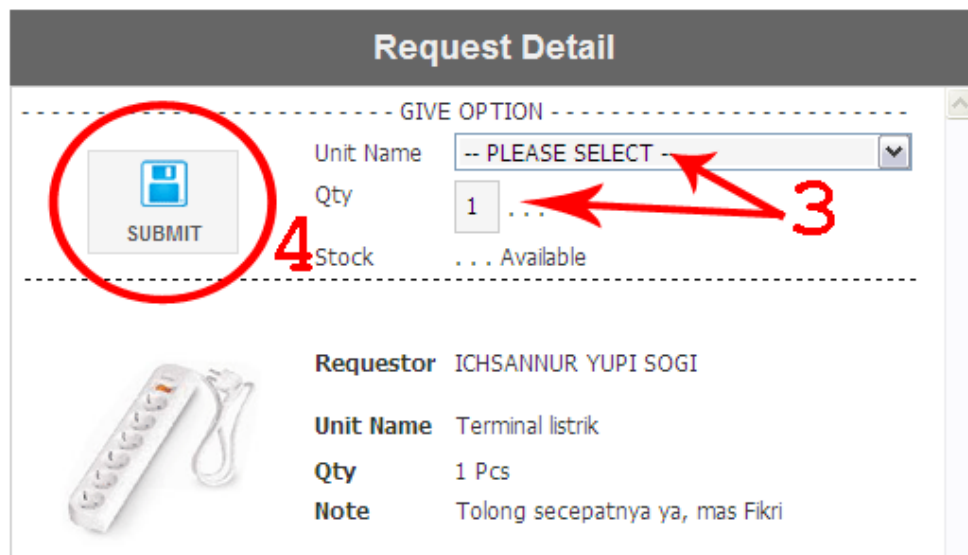 Request Detail
- - - - - - - - - - - - - - - - - - - - - - - - - - GIVE OPTION - - - - - - - - - - - - - - - - - - - - - - - -
Unit Name -- PLEASE SELECT --
Qty 1 . . .
3
SUBMIT
4
Stock . . . Available
Requestor ICHSANNUR YUPI SOGI
Unit Name Terminal listrik
Qty 1 Pcs
Note Tolong secepatnya ya, mas Fikri